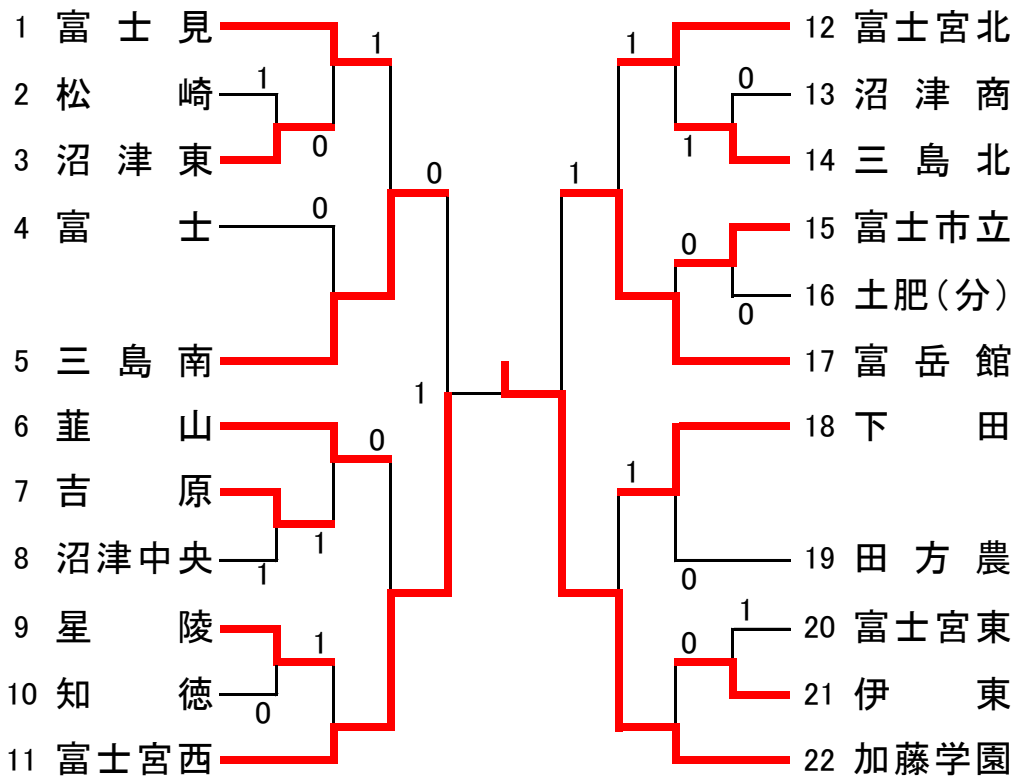 1 富士見
2 松崎
3 沼津東
4 富士
5 三島南
6 韮山
7 吉原
8 沼津中央
9 星陵
10 知徳
11 富士宮西
1
1
0
0
0
1
0
1
1
1
0
12 富士宮北
13 沼津商
14 三島北
15 富士市立
16 土肥(分)
17 富岳館
18 下田
19 田方農
20 富士宮東
21 伊東
22 加藤学園
1
0
1
1
0
0
1
0
1
0